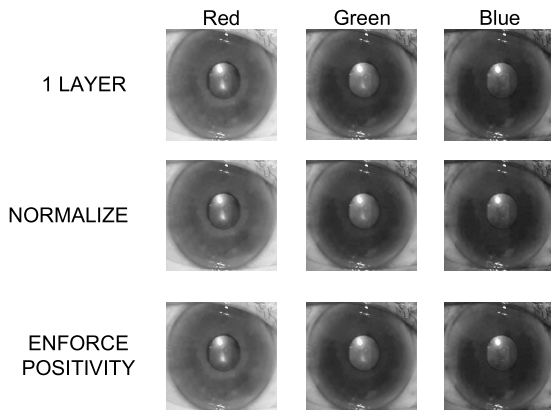 Red Green Blue
1 LAYER
NORMALIZE
ENFORCE
POSITIVITY